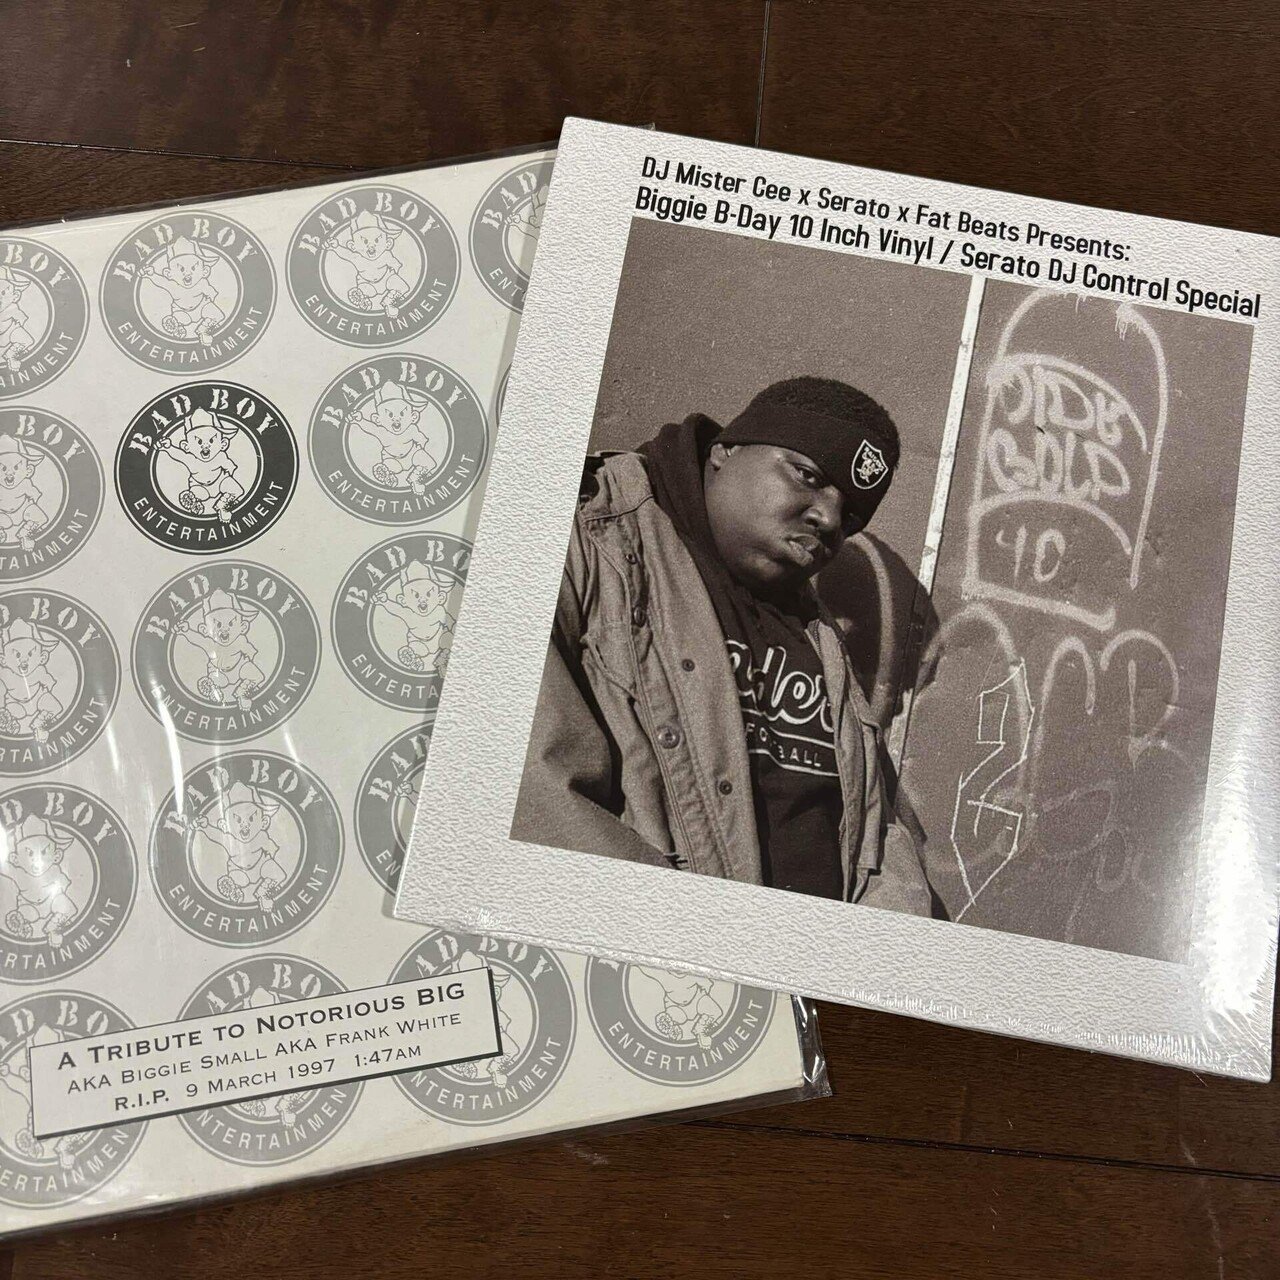 DJ Mister Cee x Serato x Fat Beats Presents:
Biggie B-Day 10 Inch Vinyl / Serato DJ Control Special
BAD BOY
ENTERTAINMENT
A TRIBUTE TO NOTORIOUS BIG
AKA BIGGIE SMALL AKA FRANK WHITE
R.I.P. 9 MARCH 1997 1:47AM